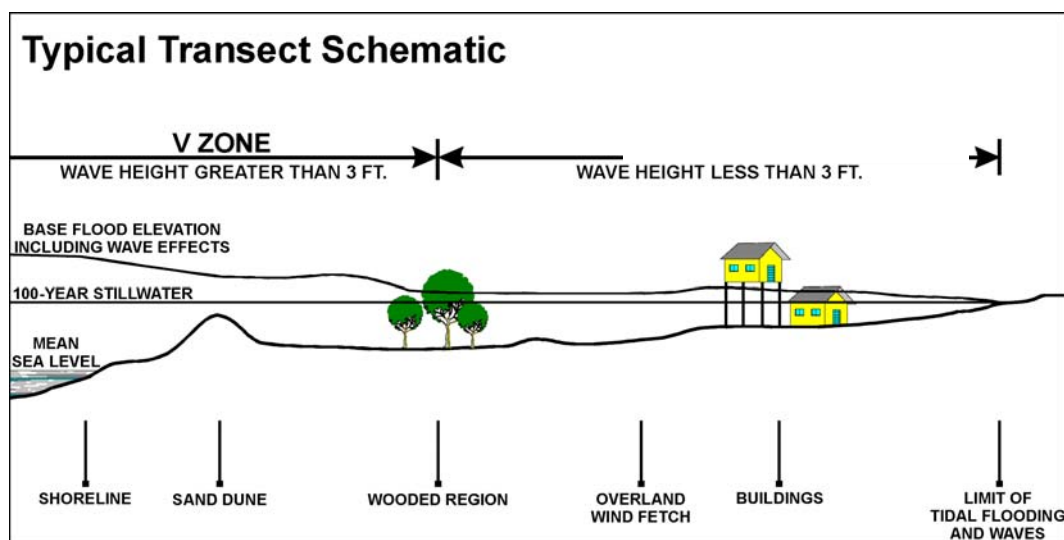 Typical Transect Schematic
V ZONE
WAVE HEIGHT GREATER THAN 3 FT.
WAVE HEIGHT LESS THAN 3 FT.
BASE FLOOD ELEVATION
INCLUDING WAVE EFFECTS
100-YEAR STILLWATER
MEAN
SEA LEVEL
SHORELINE
SAND DUNE
WOODED REGION
OVERLAND
WIND FETCH
BUILDINGS
LIMIT OF
TIDAL FLOODING
AND WAVES